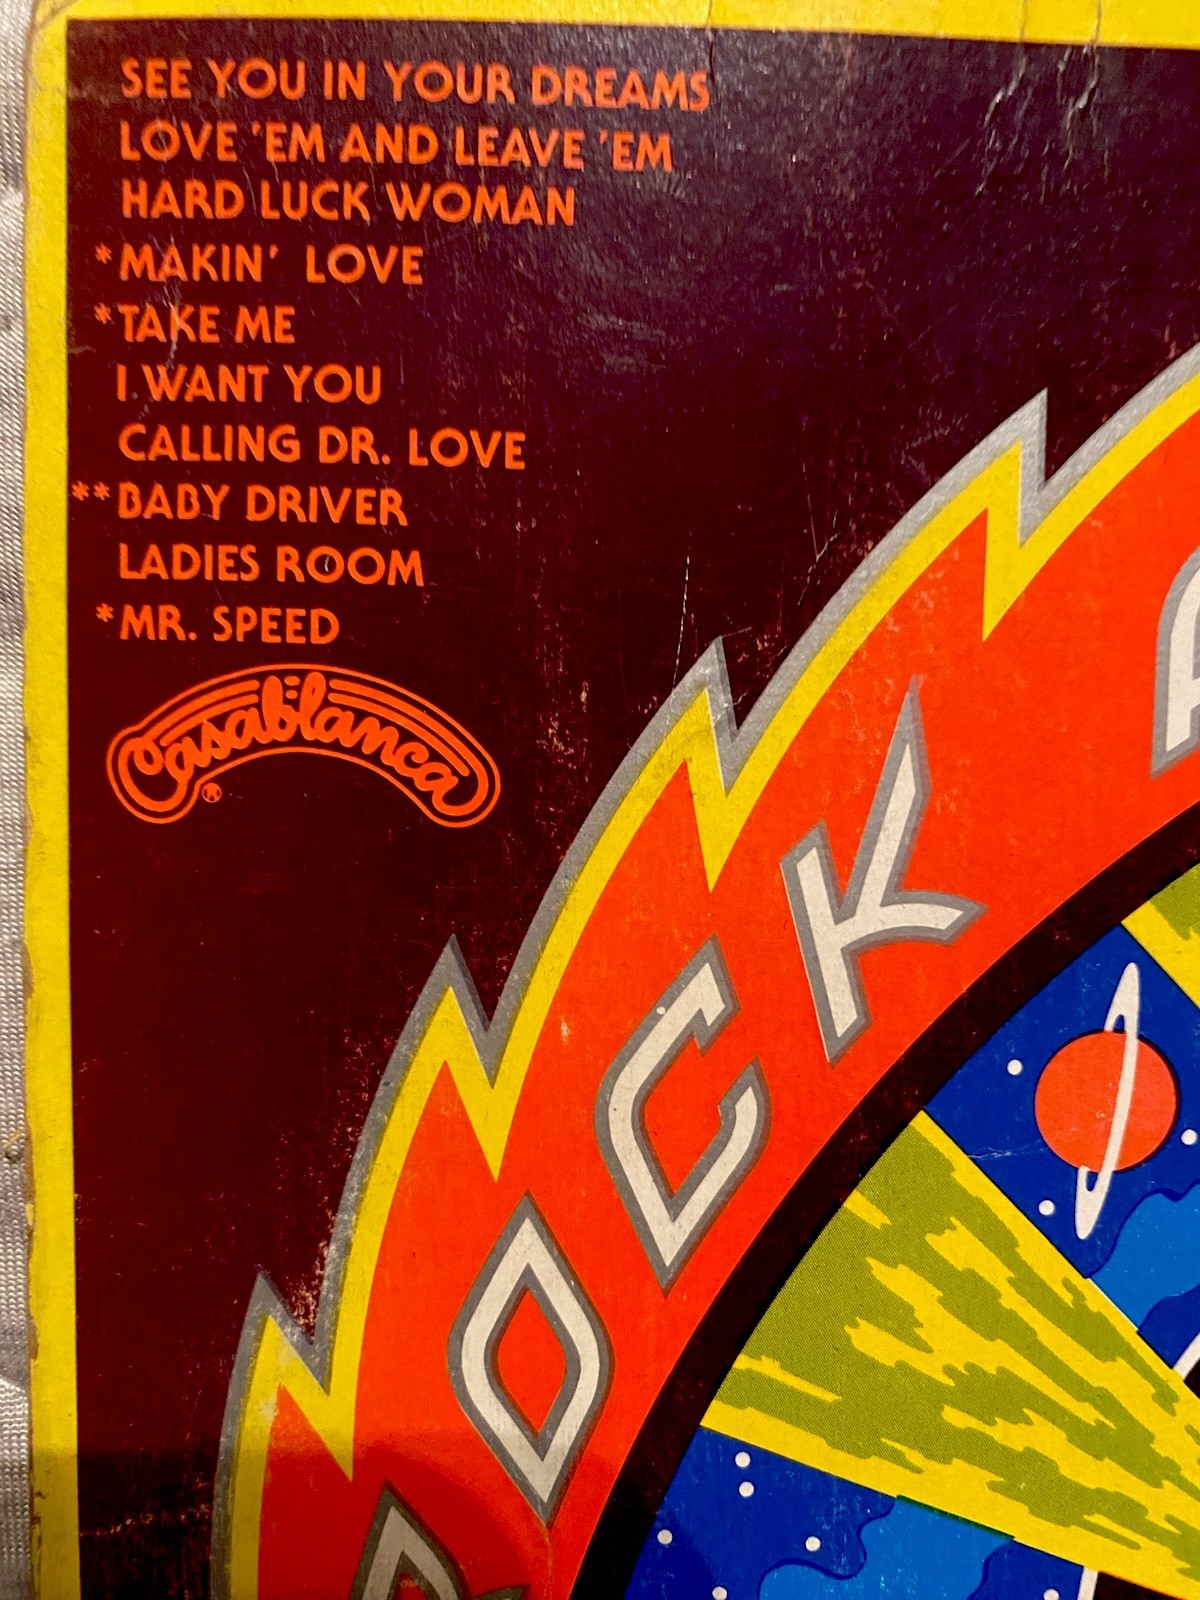 SEE YOU IN YOUR DREAMS
LOVE 'EM AND LEAVE 'EM
HARD LUCK WOMAN
*MAKIN' LOVE
*TAKE ME
I WANT YOU
CALLING DR. LOVE
**BABY DRIVER
LADIES ROOM
*MR. SPEED
Casablanca
®
ROCK